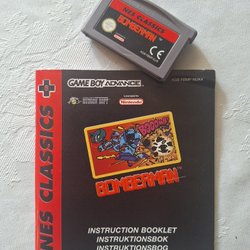 NES CLASSICS
BOMBERMAN
CE
GAME BOY ADVANCE
Nintendo
NES CLASSICS
BOMBERMAN
INSTRUCTION BOOKLET
INSTRUKTIONSBOK
INSTRUKTIONSBOG